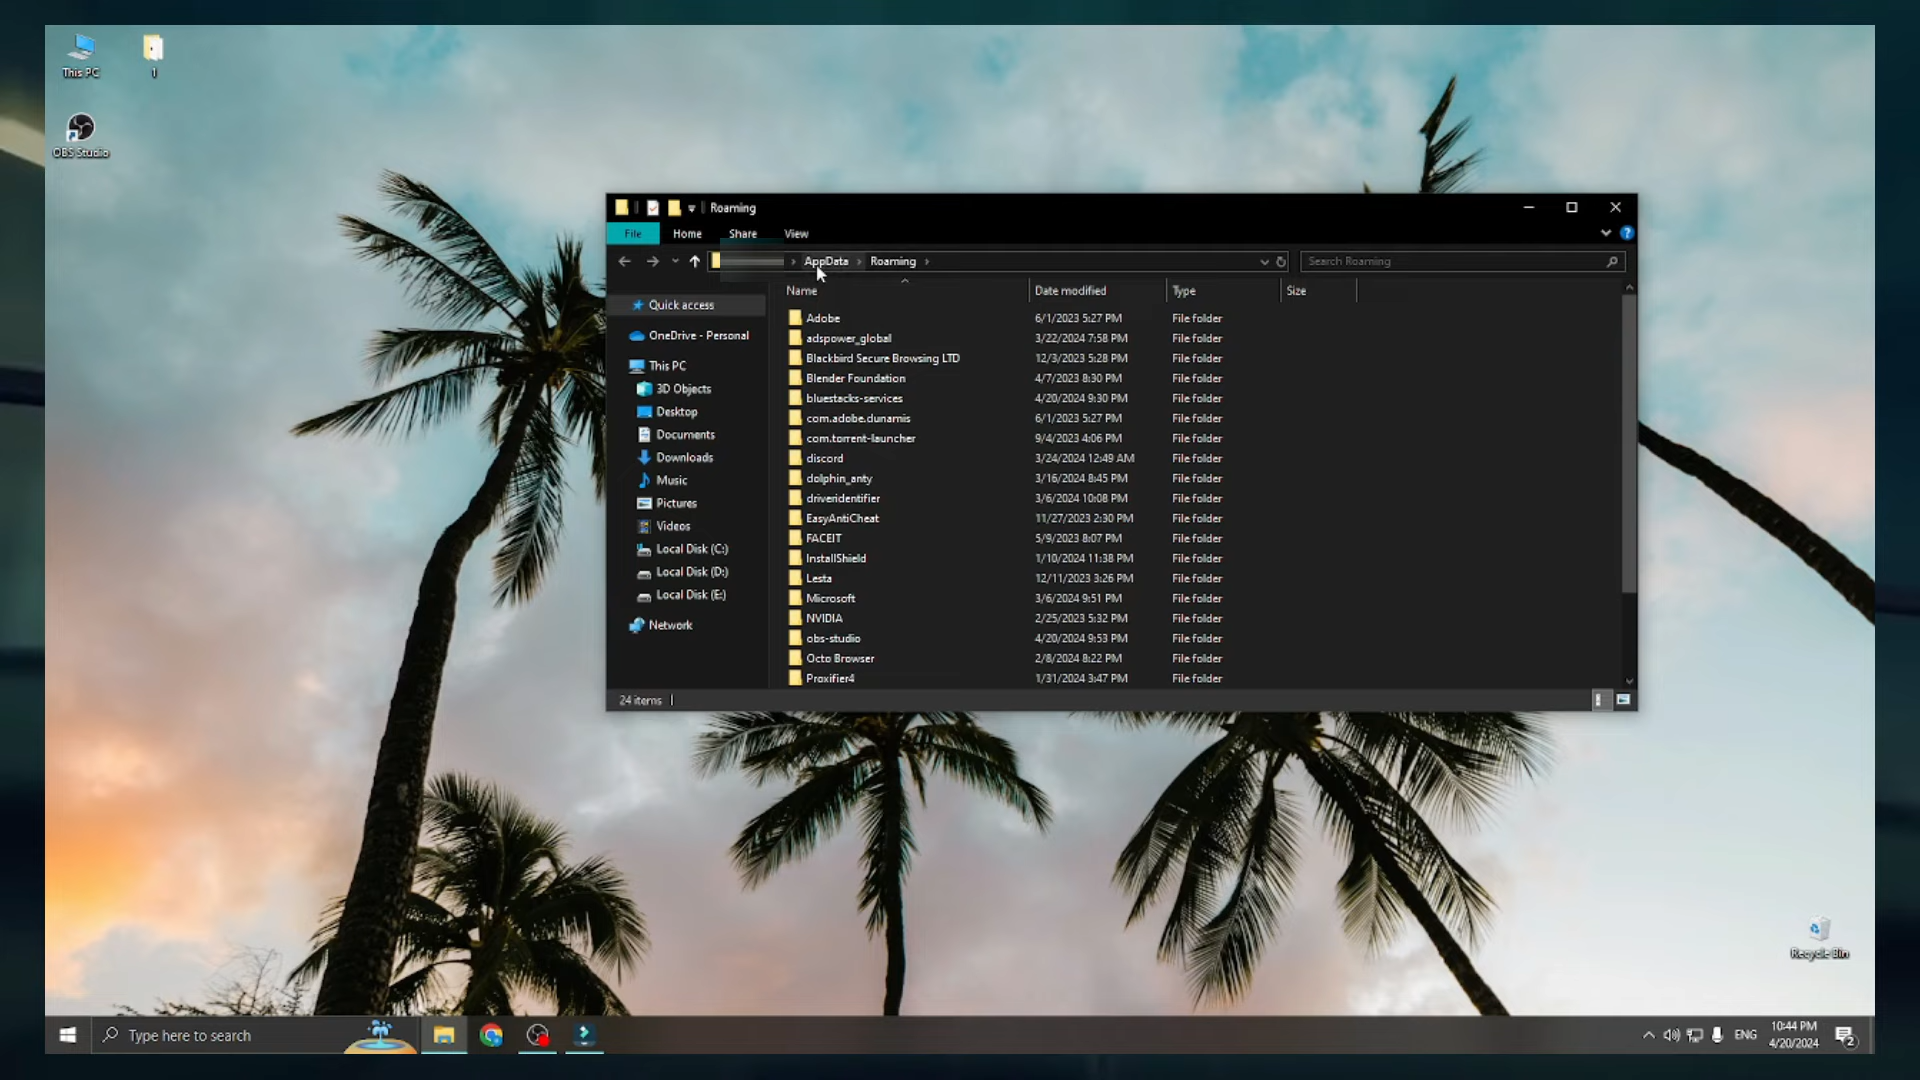 This PC
1
OBS Studio
Roaming
File
Home
Share
View
AppData
Roaming
Search Roaming
Name
Date modified
Type
Size
Quick access
OneDrive - Personal
This PC
3D Objects
Desktop
Documents
Downloads
Music
Pictures
Videos
Local Disk (C:)
Local Disk (D:)
Local Disk (E:)
Network
Adobe 6/1/2023 5:27 PM File folder
adspower_global 3/22/2024 7:58 PM File folder
Blackbird Secure Browsing LTD 12/3/2023 5:28 PM File folder
Blender Foundation 4/7/2023 8:30 PM File folder
bluestacks-services 4/20/2024 9:30 PM File folder
com.adobe.dunamis 6/1/2023 5:27 PM File folder
com.torrent-launcher 9/4/2023 4:06 PM File folder
discord 3/24/2024 12:49 AM File folder
dolphin_anty 3/16/2024 8:45 PM File folder
driveridentifier 3/6/2024 10:08 PM File folder
EasyAntiCheat 11/27/2023 2:30 PM File folder
FACEIT 5/9/2023 8:07 PM File folder
InstallShield 1/10/2024 11:38 PM File folder
Lesta 12/11/2023 3:26 PM File folder
Microsoft 3/6/2024 9:51 PM File folder
NVIDIA 2/25/2023 5:32 PM File folder
obs-studio 4/20/2024 9:53 PM File folder
Octo Browser 2/8/2024 8:22 PM File folder
Proxifier4 1/31/2024 3:47 PM File folder
24 items
Recycle Bin
Type here to search
ENG
10:44 PM
4/20/2024
2